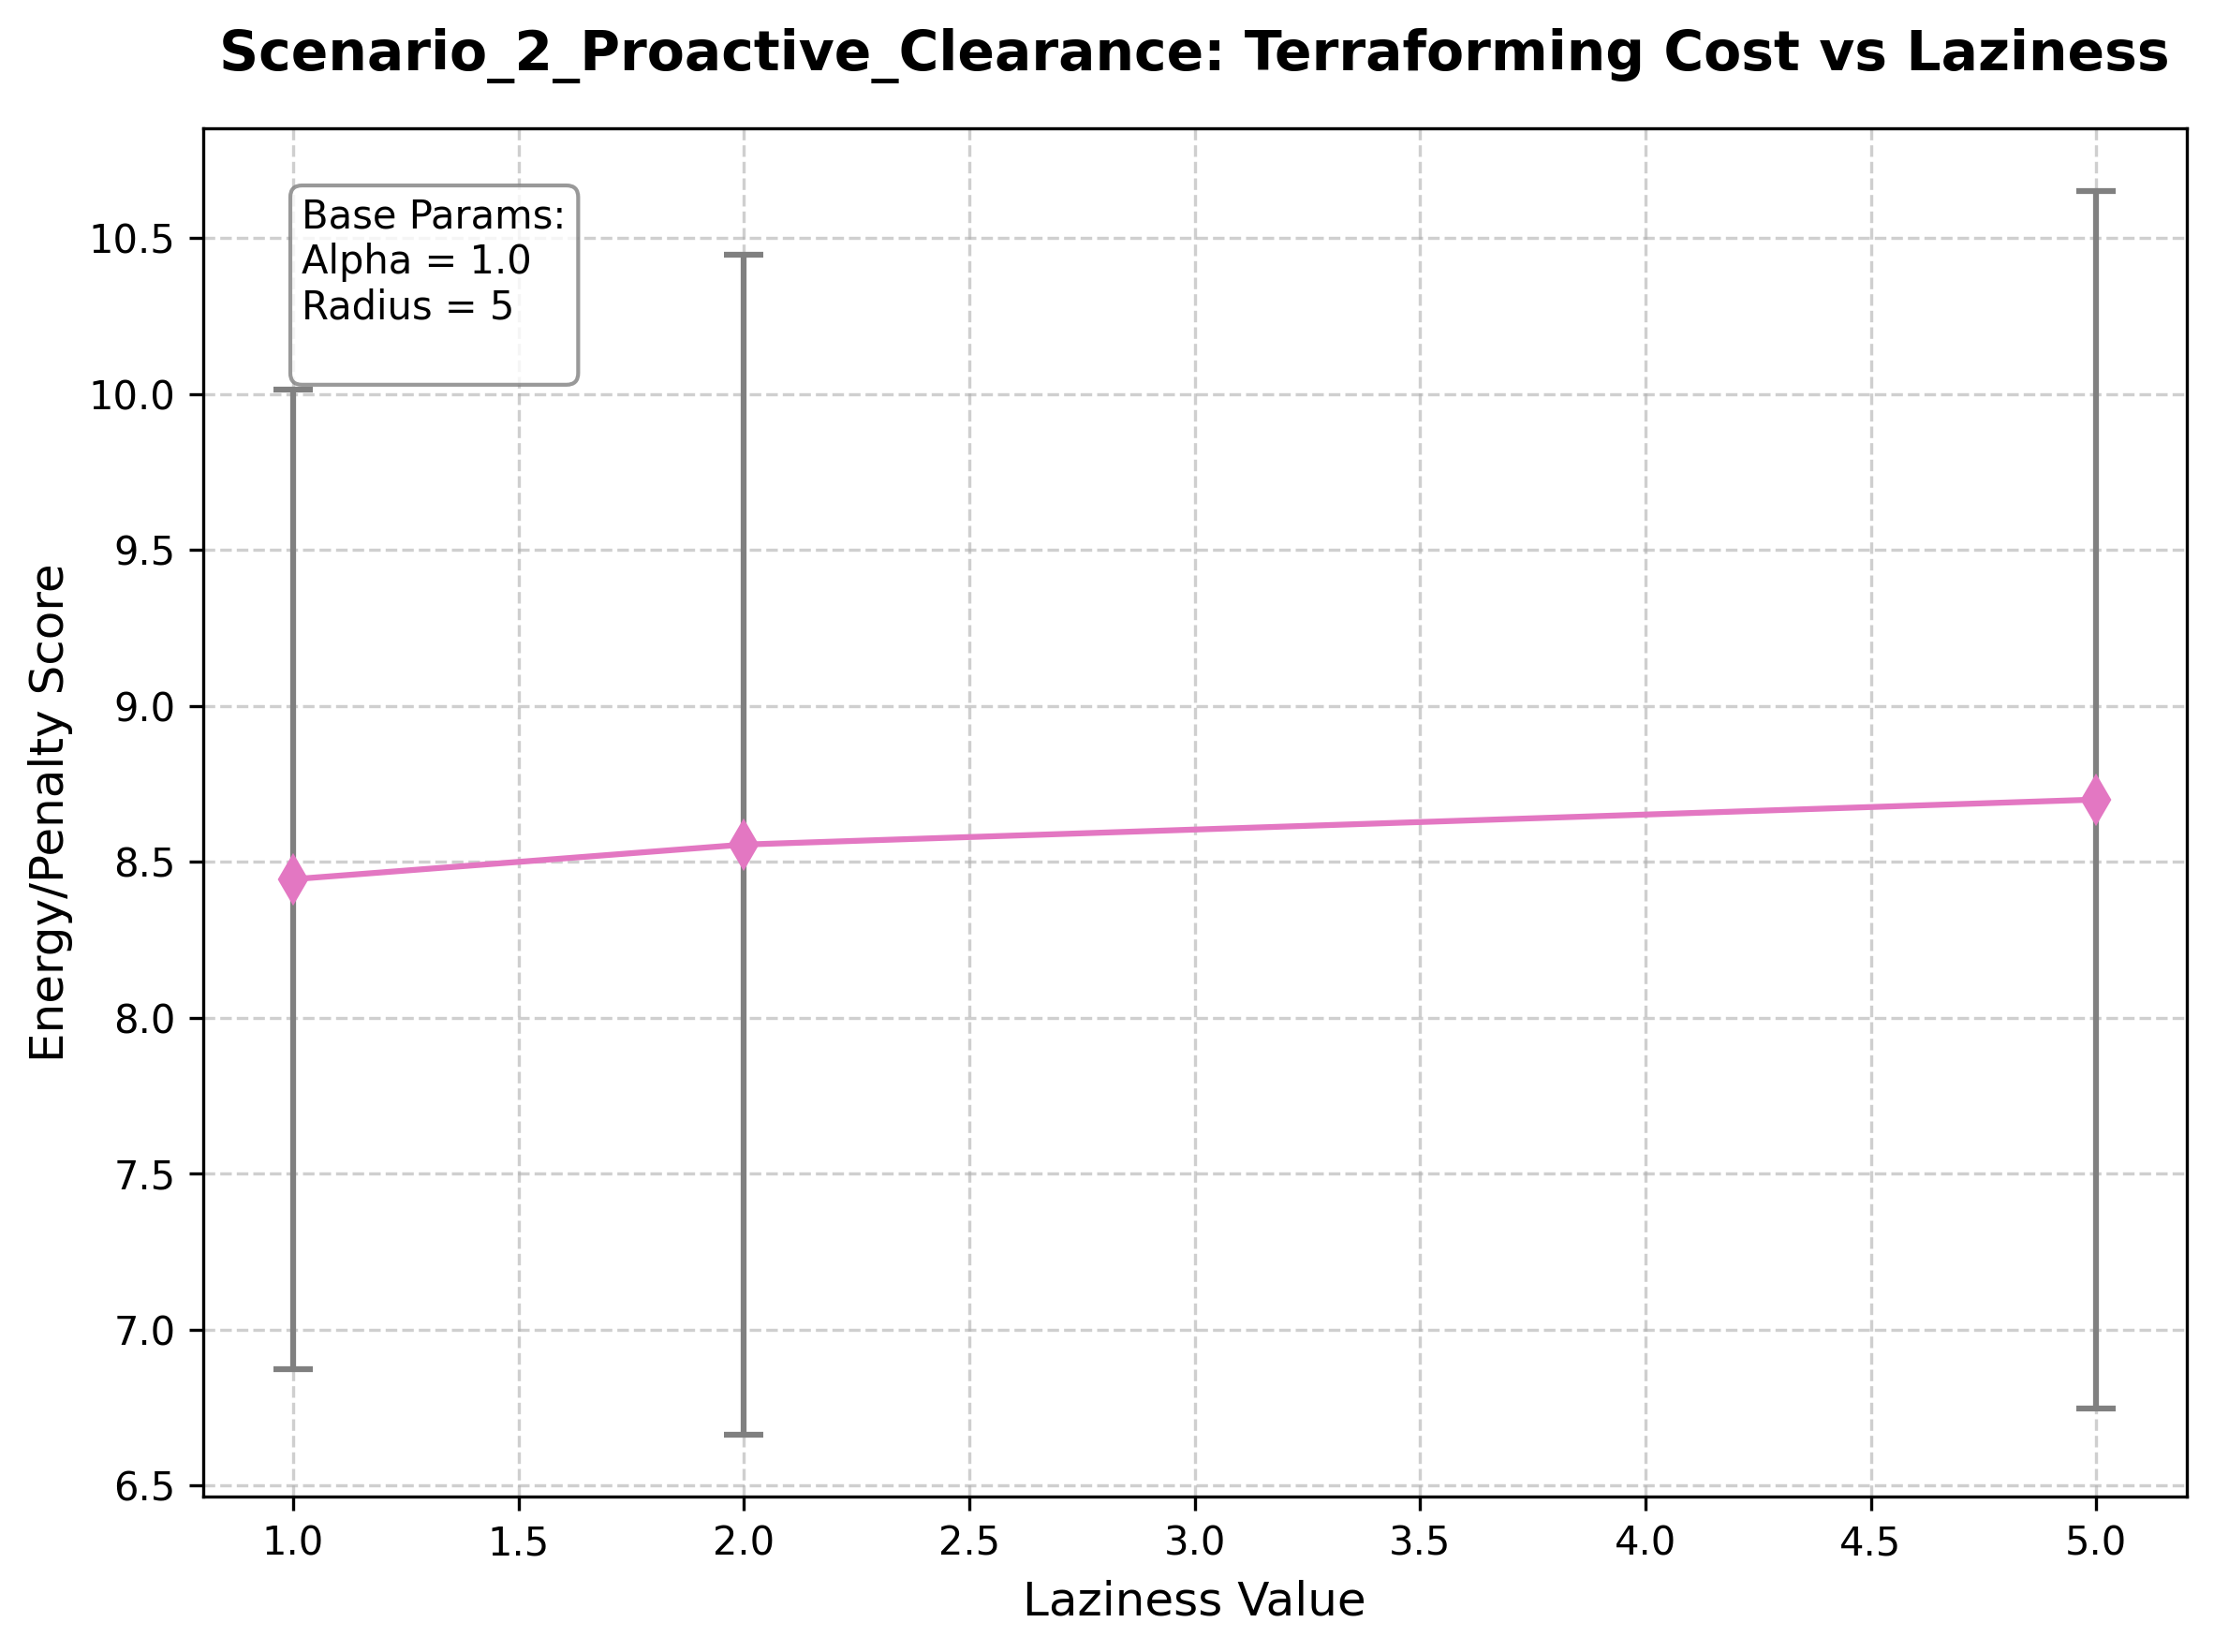 Scenario_2_Proactive_Clearance: Terraforming Cost vs Laziness
Base Params:
Alpha = 1.0
Radius = 5
10.5
10.0
9.5
9.0
8.5
8.0
7.5
7.0
6.5
Energy/Penalty Score
1.0 1.5 2.0 2.5 3.0 3.5 4.0 4.5 5.0
Laziness Value